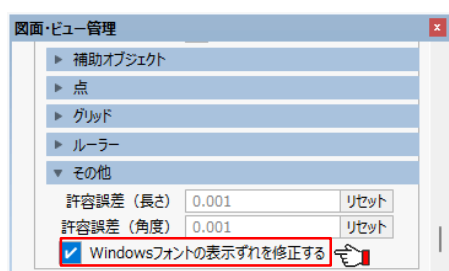 図面・ビュー管理
補助オブジェクト
点
グリッド
ルーラー
その他
許容誤差（長さ） 0.001 リセット
許容誤差（角度） 0.001 リセット
Windowsフォントの表示ずれを修正する